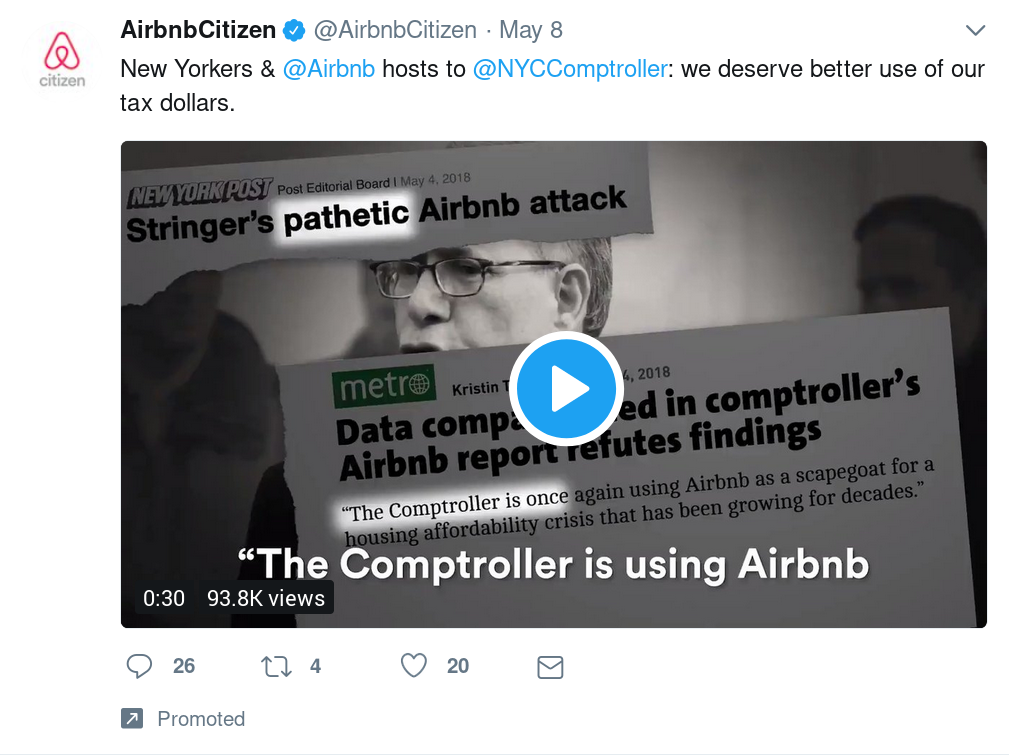 AirbnbCitizen @AirbnbCitizen · May 8
citizen
New Yorkers & @Airbnb hosts to @NYCComptroller: we deserve better use of our
tax dollars.
NEW YORK POST Post Editorial Board | May 4, 2018
Stringer's pathetic Airbnb attack
metro Kristin 4, 2018
Data ed in comptroller's
Airbnb report refutes findings
“The Comptroller is once again using Airbnb as a scapegoat for a
housing affordability crisis that has been growing for decades.”
“The Comptroller is using Airbnb
0:30 93.8K views
26 4 20
Promoted